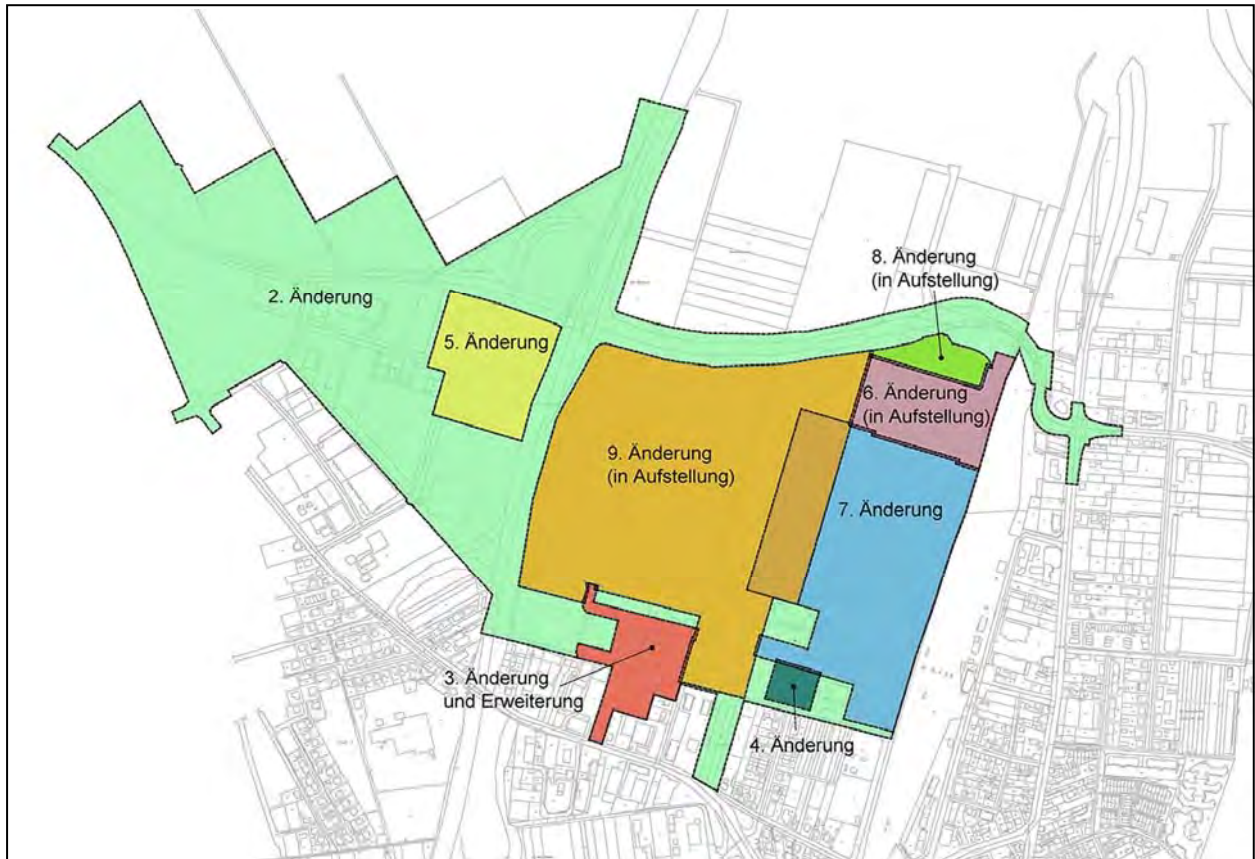 2. Änderung
5. Änderung
8. Änderung
(in Aufstellung)
6. Änderung
(in Aufstellung)
9. Änderung
(in Aufstellung)
7. Änderung
3. Änderung
und Erweiterung
4. Änderung